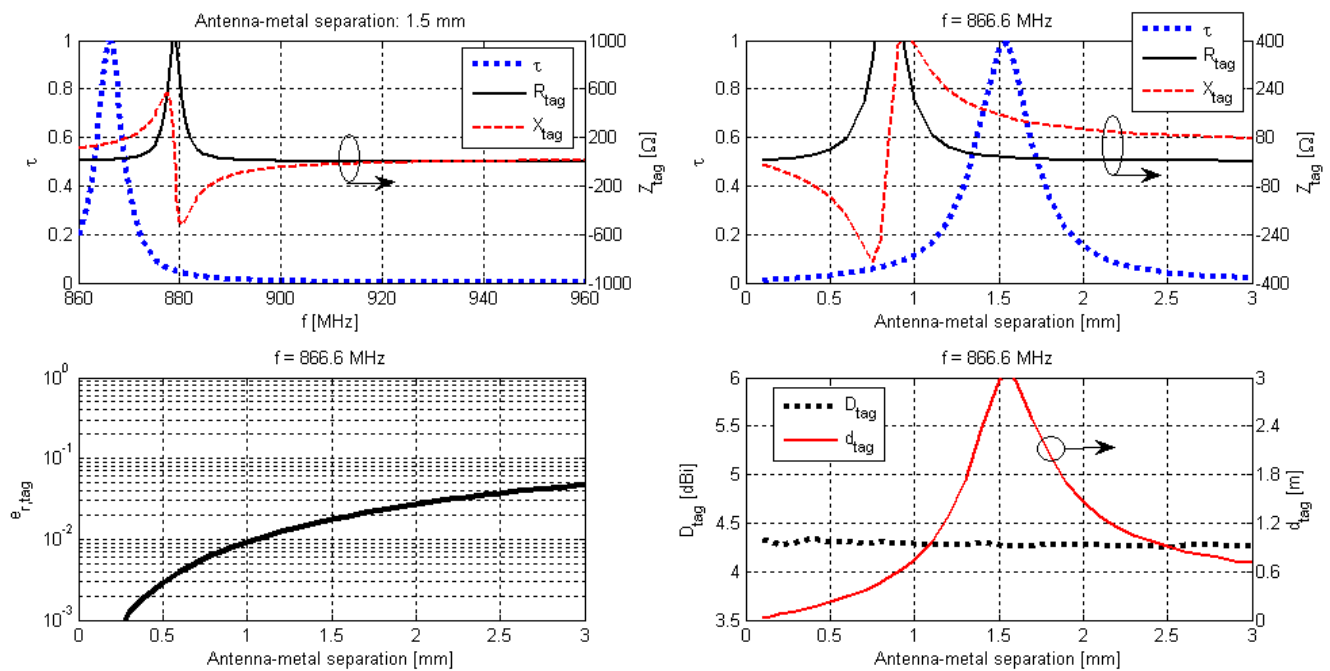 Antenna-metal separation: 1.5 mm
1
0.8
0.6
0.4
0.2
0
τ
860
880
900
920
940
960
f [MHz]
1000
600
200
-200
-600
-1000
Z_tag [Ω]
τ
R_tag
X_tag
f = 866.6 MHz
1
0.8
0.6
0.4
0.2
0
τ
0
0.5
1
1.5
2
2.5
3
Antenna-metal separation [mm]
400
240
80
-80
-240
-400
Z_tag [Ω]
τ
R_tag
X_tag
f = 866.6 MHz
10^0
10^-1
10^-2
10^-3
e_r,tag
0
0.5
1
1.5
2
2.5
3
Antenna-metal separation [mm]
f = 866.6 MHz
6
5.5
5
4.5
4
3.5
D_tag [dBi]
0
0.5
1
1.5
2
2.5
3
Antenna-metal separation [mm]
3
2.4
1.8
1.2
0.6
0
d_tag [m]
D_tag
d_tag